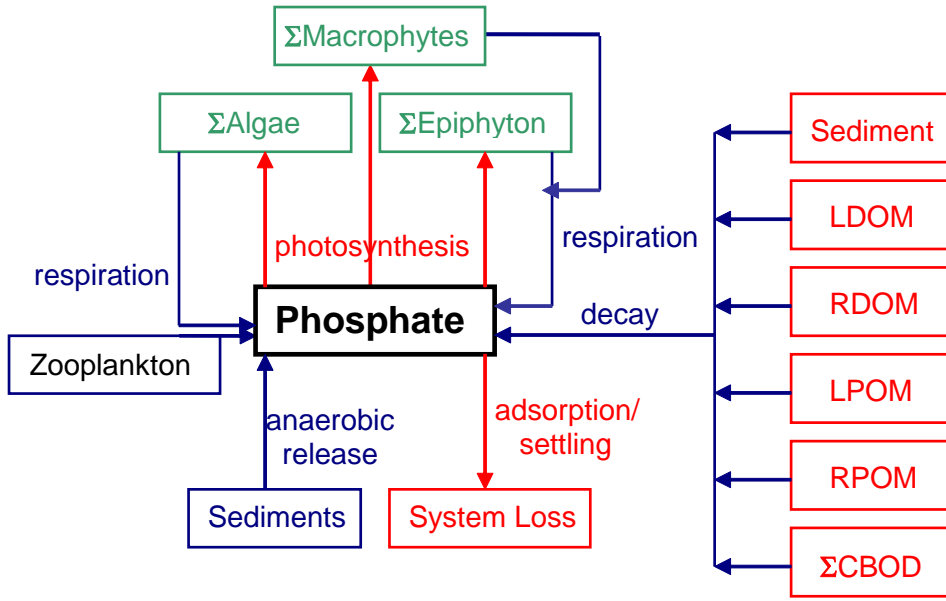 ΣMacrophytes
ΣAlgae
ΣEpiphyton
Sediment
LDOM
respiration
photosynthesis
respiration
RDOM
Phosphate
decay
Zooplankton
LPOM
anaerobic
release
adsorption/
settling
RPOM
Sediments
System Loss
ΣCBOD